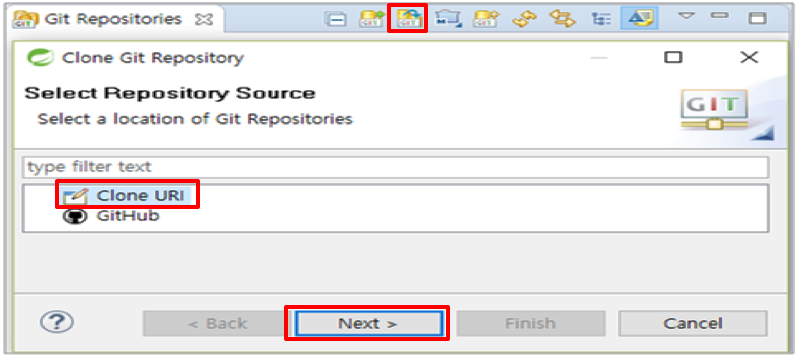 Git Repositories
Clone Git Repository
Select Repository Source
Select a location of Git Repositories
GIT
type filter text
Clone URI
GitHub
< Back
Next >
Finish
Cancel